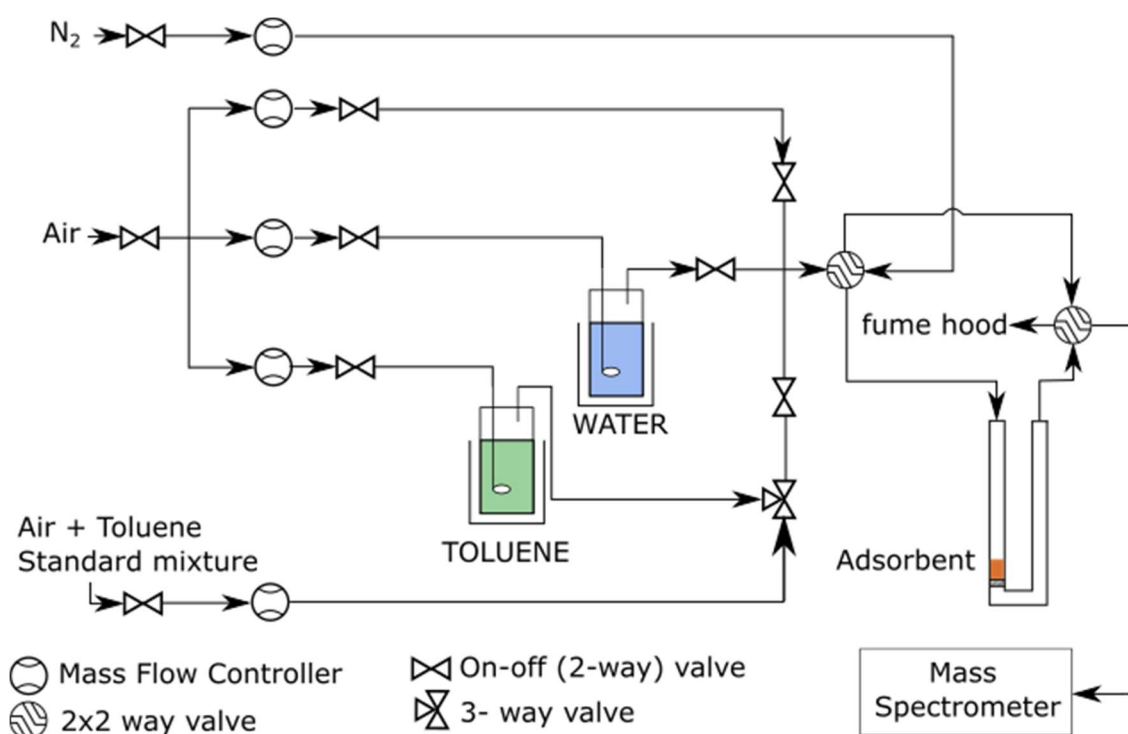 N2
Air
fume hood
WATER
TOLUENE
Air + Toluene
Standard mixture
Adsorbent
Mass Flow Controller
2x2 way valve
On-off (2-way) valve
3- way valve
Mass
Spectrometer